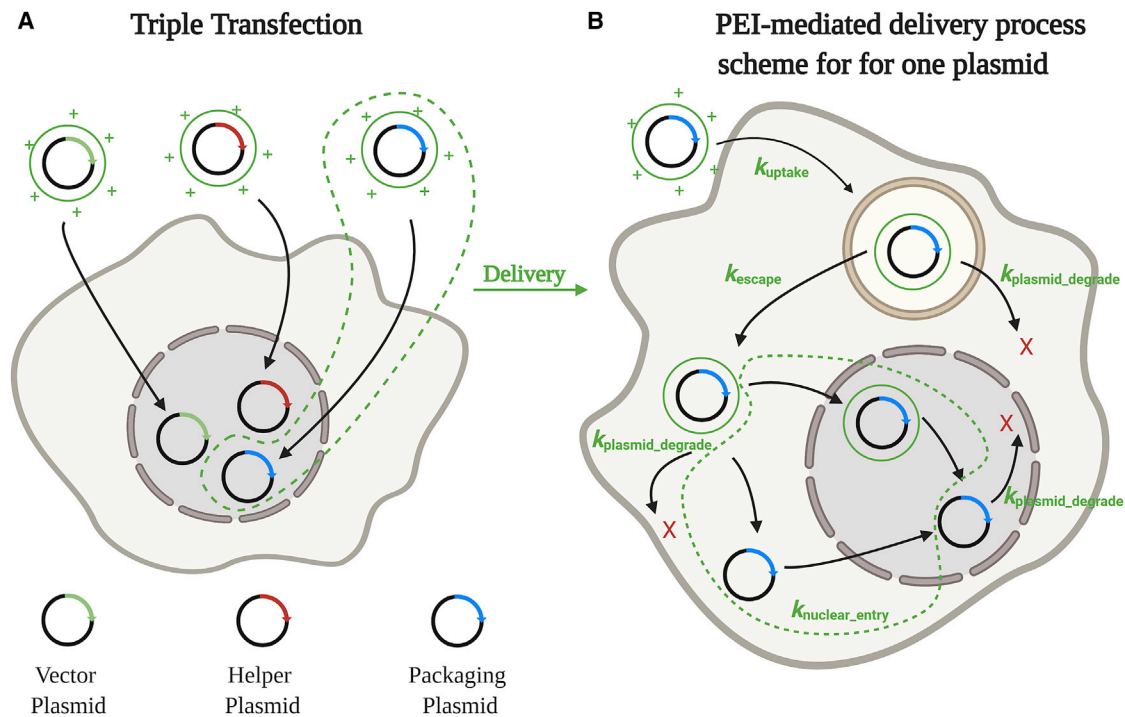 A
Triple Transfection
Delivery
Vector
Plasmid
Helper
Plasmid
Packaging
Plasmid
B
PEI-mediated delivery process
scheme for for one plasmid
kuptake
kescape
kplasmid_degrade
X
kplasmid_degrade
X
X
kplasmid_degrade
knuclear_entry